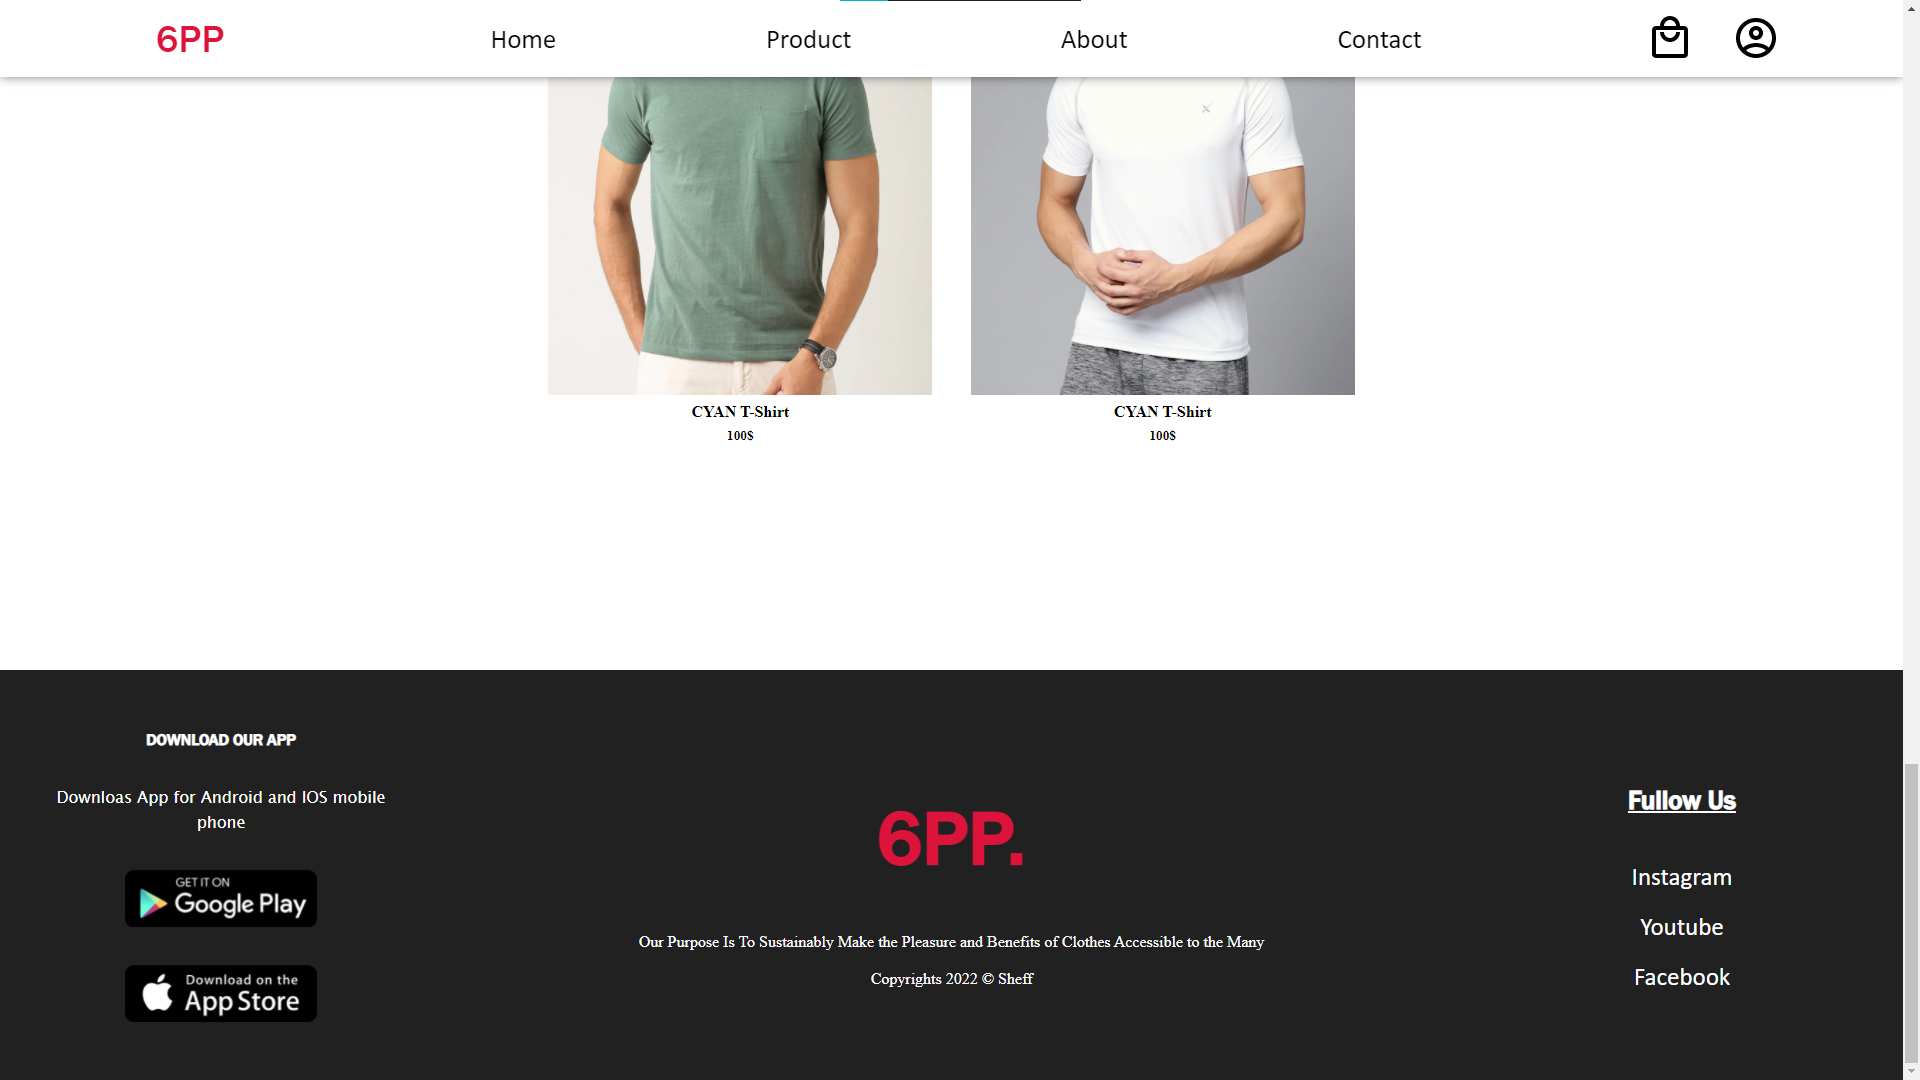 6PP
Home
Product
About
Contact
CYAN T-Shirt
100$
CYAN T-Shirt
100$
DOWNLOAD OUR APP
Downloas App for Android and IOS mobile
phone
GET IT ON
Google Play
Download on the
App Store
6PP.
Our Purpose Is To Sustainably Make the Pleasure and Benefits of Clothes Accessible to the Many
Copyrights 2022 © Sheff
Fullow Us
Instagram
Youtube
Facebook